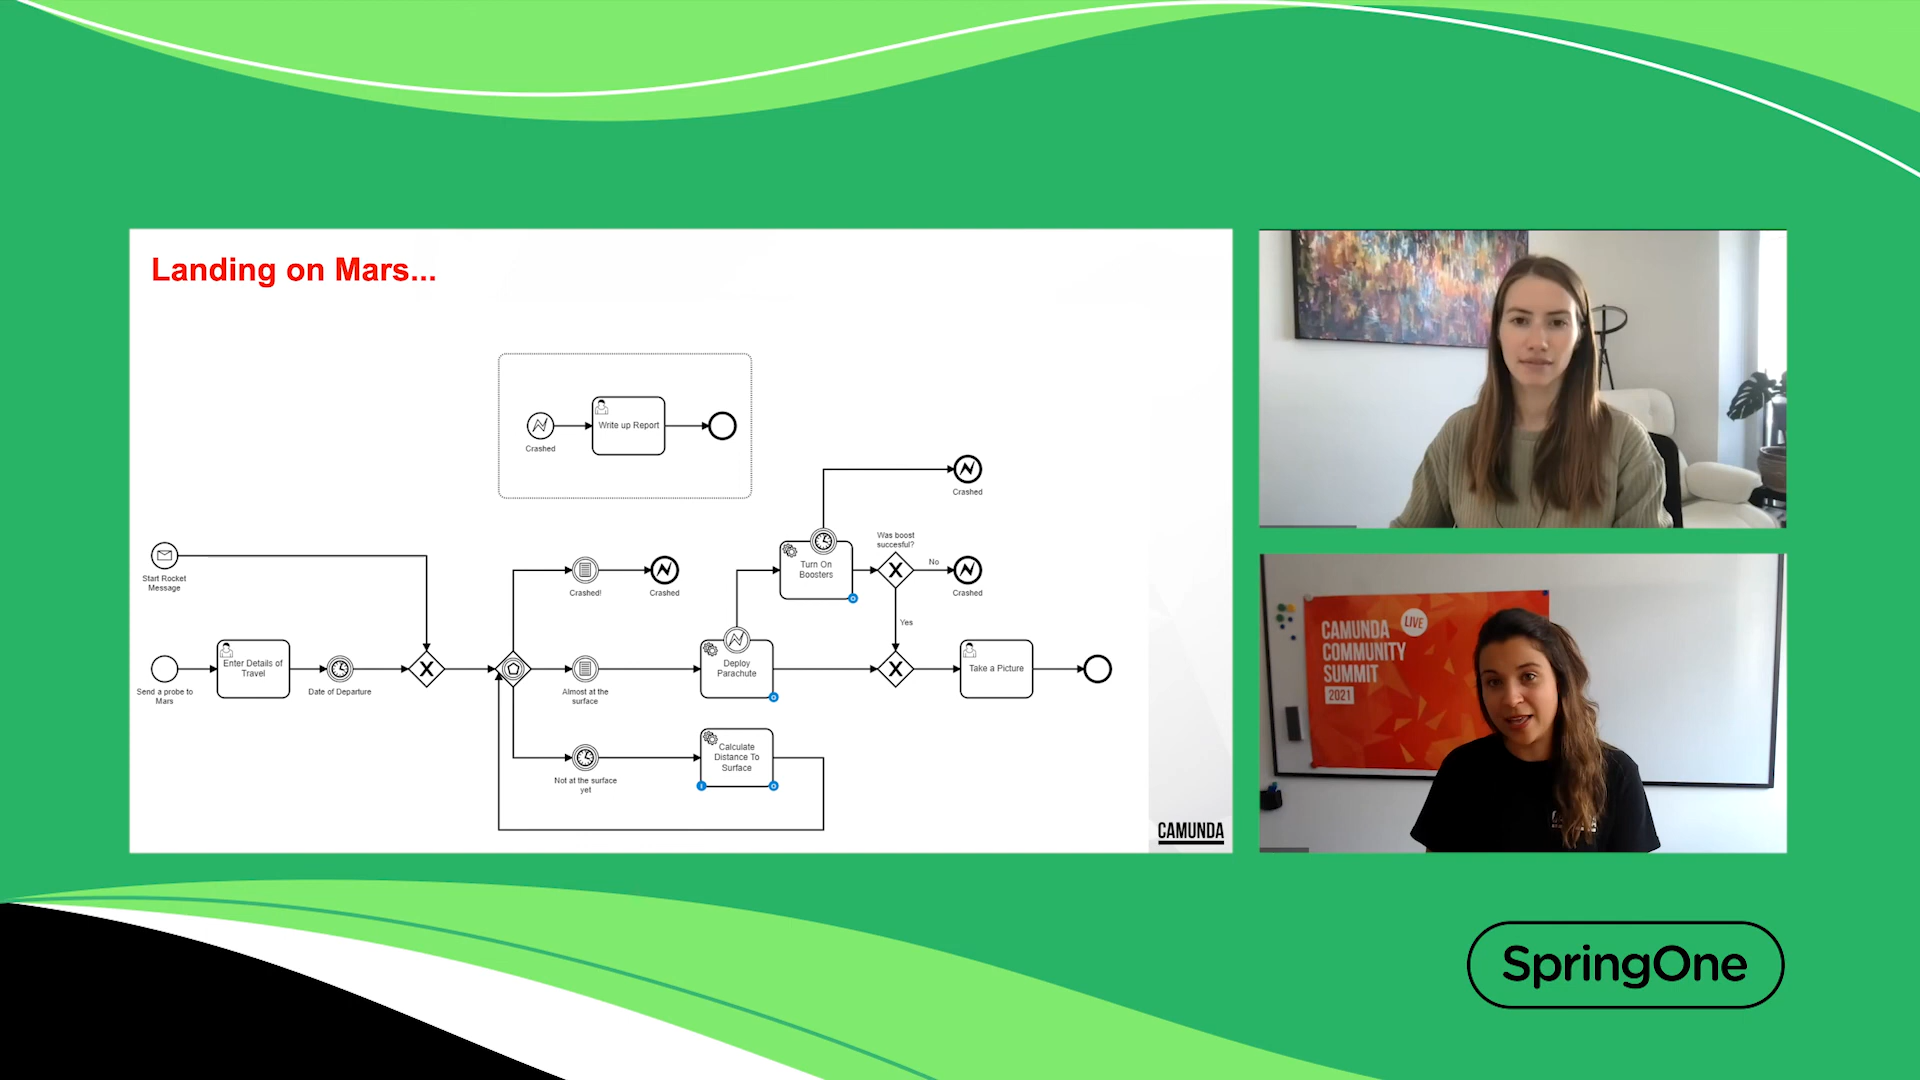 Landing on Mars...
Crashed
Write up Report
Crashed
Was boost
succesful?
Start Rocket
Message
Crashed!
Crashed
Turn On
Boosters
No
Crashed
Yes
Send a probe to
Mars
Enter Details of
Travel
Date of Departure
Almost at the
surface
Deploy
Parachute
Take a Picture
Not at the surface
yet
Calculate
Distance To
Surface
CAMUNDA
CAMUNDA
COMMUNITY
SUMMIT
2021
LIVE
SpringOne